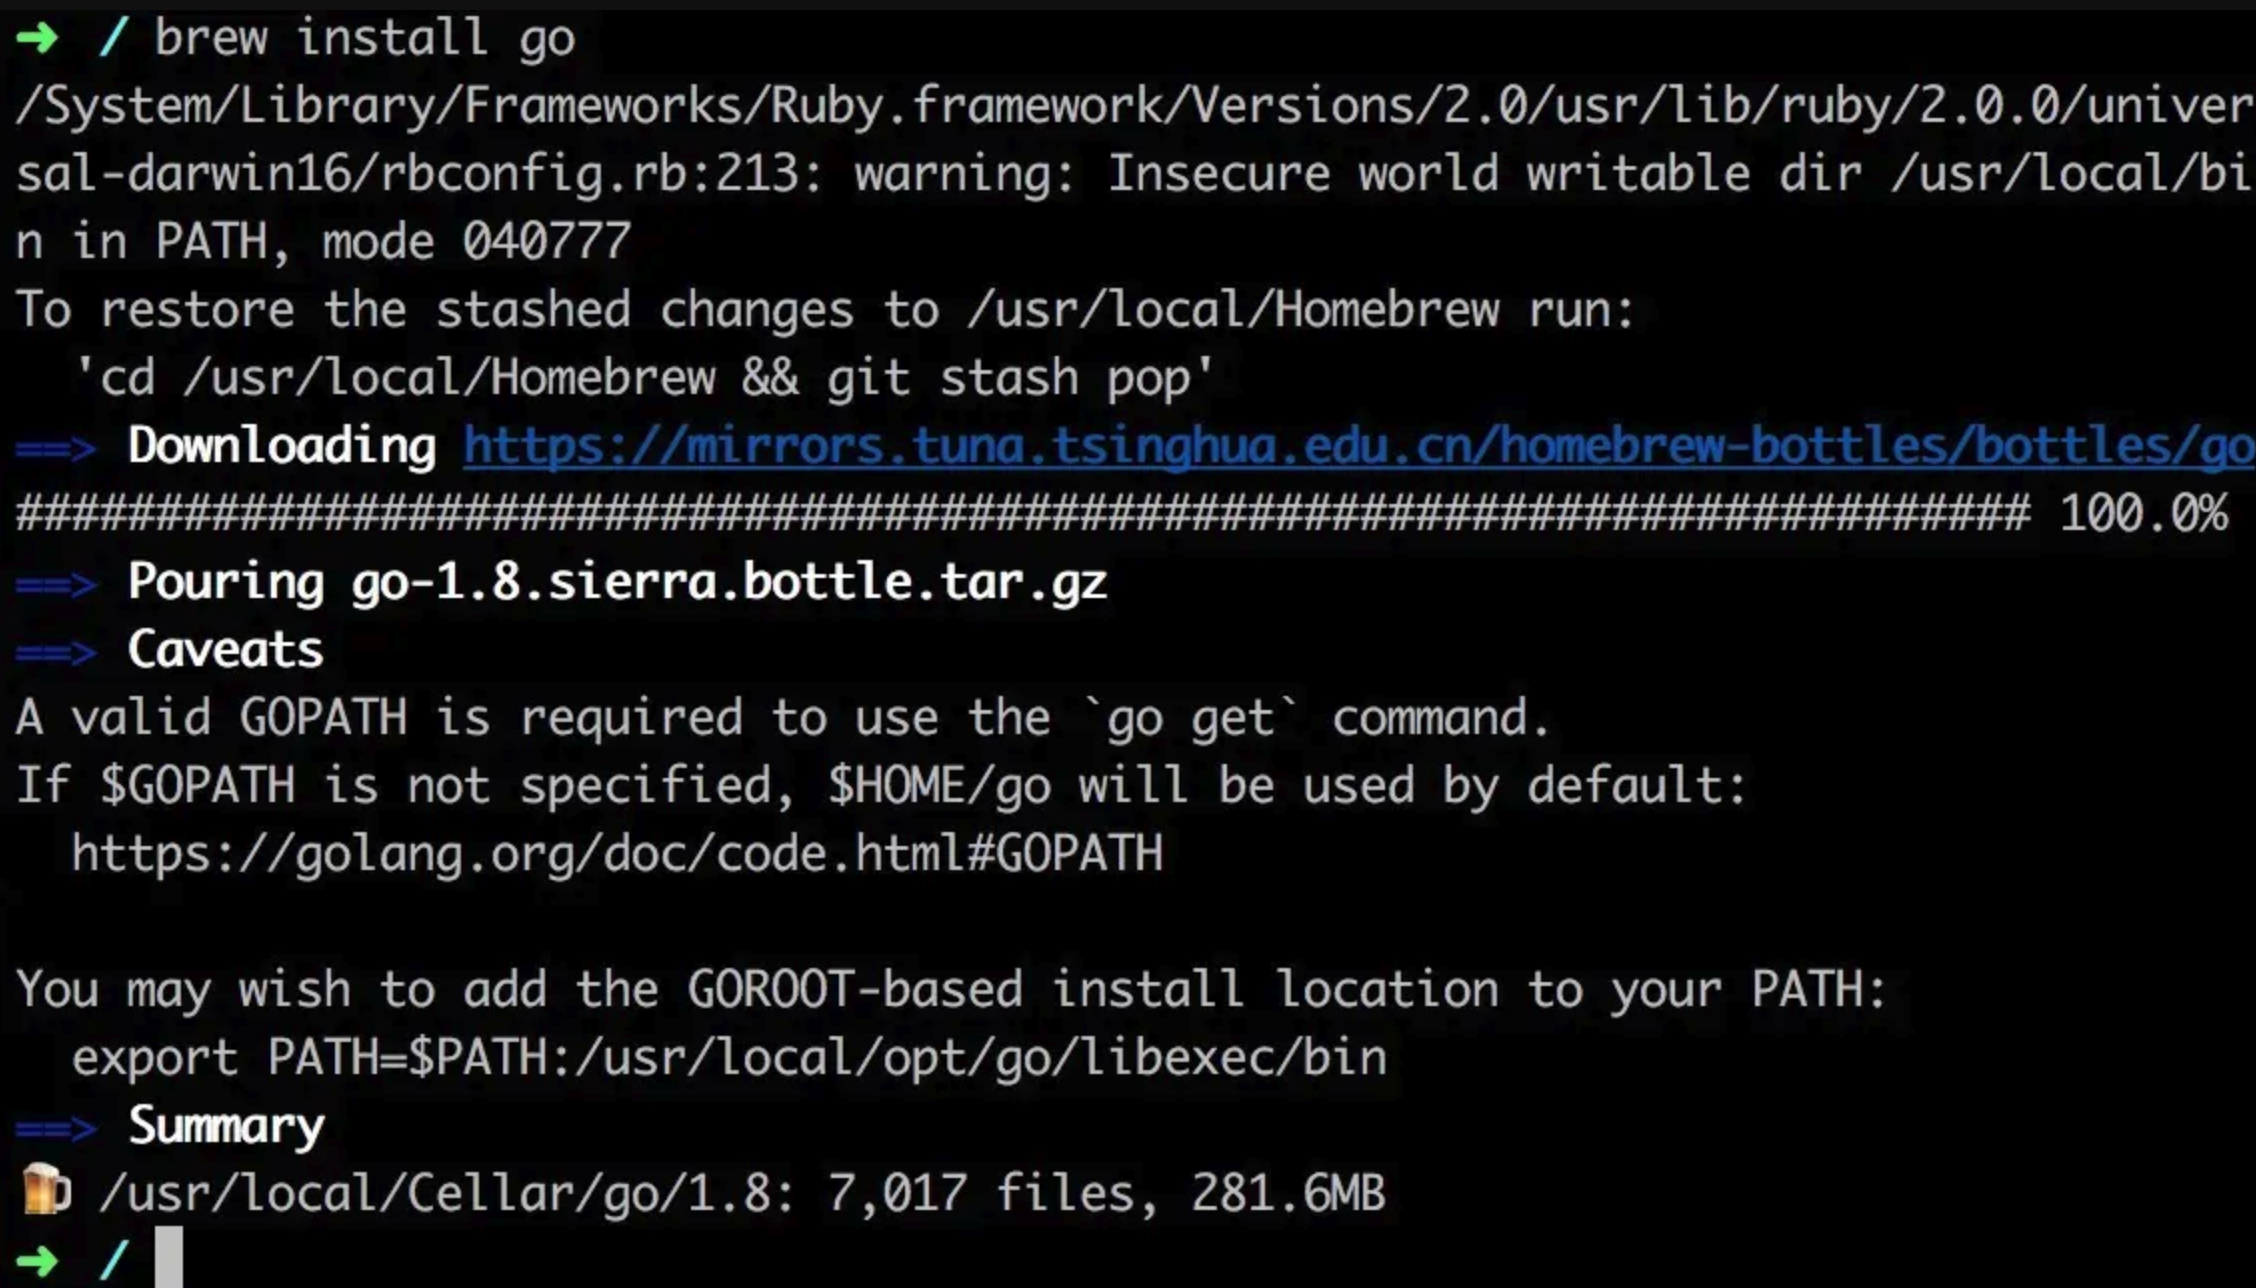 ➜ / brew install go
/System/Library/Frameworks/Ruby.framework/Versions/2.0/usr/lib/ruby/2.0.0/univer
sal-darwin16/rbconfig.rb:213: warning: Insecure world writable dir /usr/local/bi
n in PATH, mode 040777
To restore the stashed changes to /usr/local/Homebrew run:
  'cd /usr/local/Homebrew && git stash pop'
==> Downloading https://mirrors.tuna.tsinghua.edu.cn/homebrew-bottles/bottles/go
######################################################################## 100.0%
==> Pouring go-1.8.sierra.bottle.tar.gz
==> Caveats
A valid GOPATH is required to use the `go get` command.
If $GOPATH is not specified, $HOME/go will be used by default:
  https://golang.org/doc/code.html#GOPATH
You may wish to add the GOROOT-based install location to your PATH:
  export PATH=$PATH:/usr/local/opt/go/libexec/bin
==> Summary
🍺 /usr/local/Cellar/go/1.8: 7,017 files, 281.6MB
➜ /